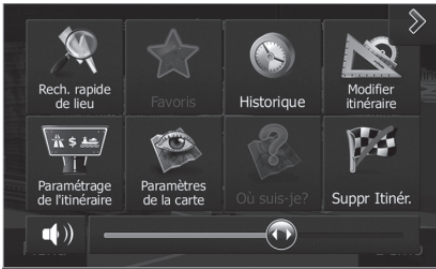 Rech. rapide
de lieu
Favoris
Historique
Modifier
itinéraire
Paramétrage
de l'itinéraire
Paramètres
de la carte
Où suis-je?
Suppr Itinér.